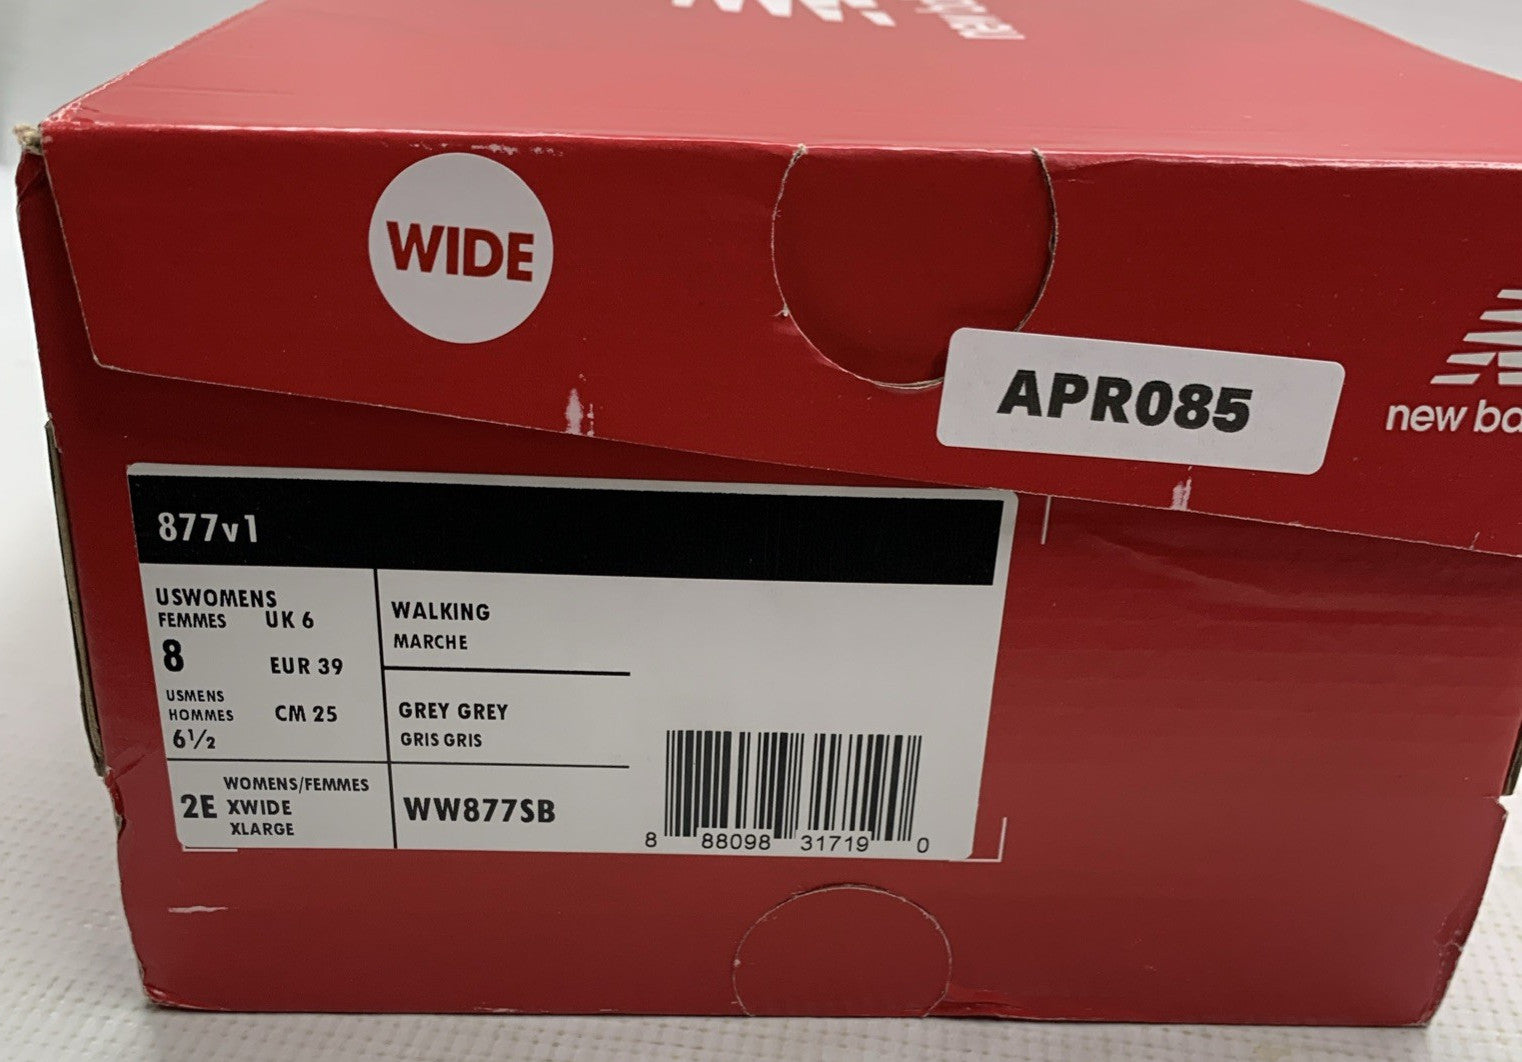 WIDE
APR085
new ba
877v1
USWOMENS
FEMMES UK 6
8 EUR 39
USMENS
HOMMES CM 25
6½
2E WOMENS/FEMMES
XWIDE
XLARGE
WALKING
MARCHE
GREY GREY
GRIS GRIS
WW877SB
8 88098 31719 0